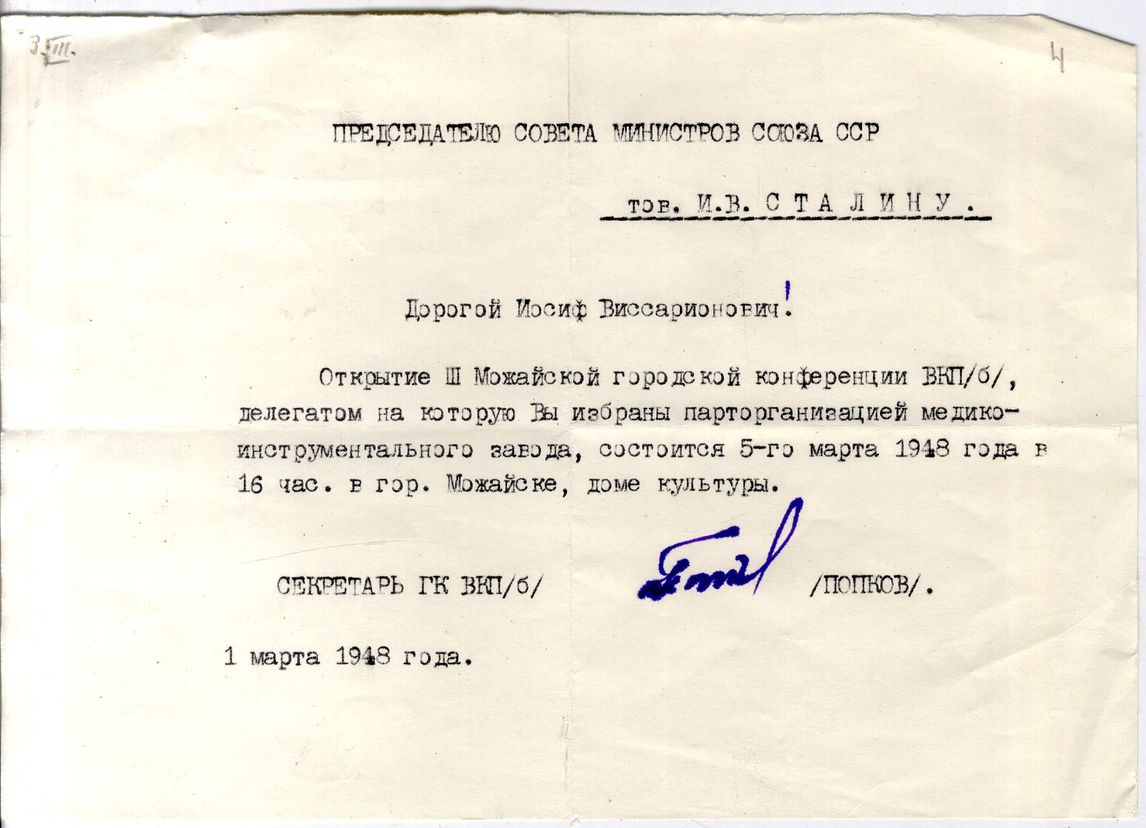 3.III.
4
ПРЕДСЕДАТЕЛЮ СОВЕТА МИНИСТРОВ СОЮЗА ССР
тов. И.В. С Т А Л И Н У .
Дорогой Иосиф Виссарионович!
Открытие III Можайской городской конференции ВКП/б/,
делегатом на которую Вы избраны парторганизацией медико-
инструментального завода, состоится 5-го марта 1948 года в
16 час. в гор. Можайске, доме культуры.
СЕКРЕТАРЬ ГК ВКП/б/ /ПОПКОВ/.
1 марта 1948 года.